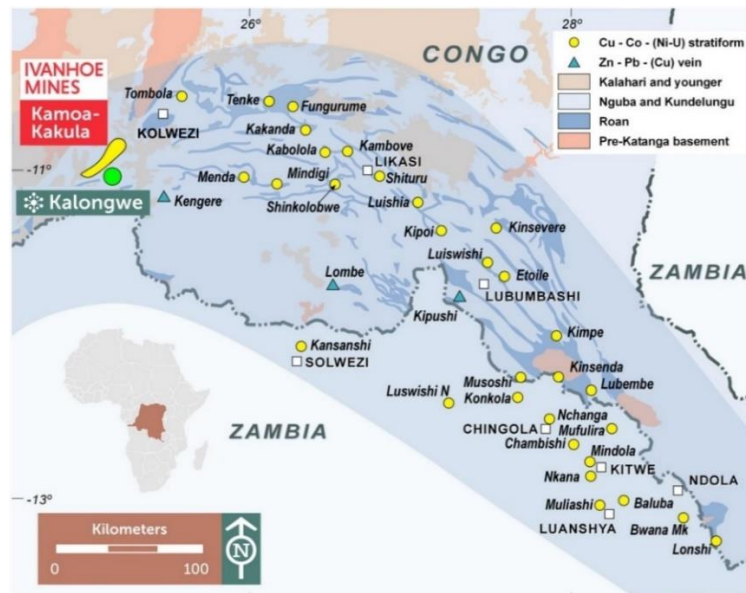 26°
28°
CONGO
Cu - Co - (Ni-U) stratiform
Zn - Pb - (Cu) vein
Kalahari and younger
Nguba and Kundelungu
Roan
Pre-Katanga basement
IVANHOE
MINES
Kamoa-
Kakula
Tombola
KOLWEZI
Tenke
Fungurume
Kakanda
Kabolola
Kambove
LIKASI
-11°
-11°
Kalongwe
Menda
Mindigi
Shituru
Shinkolobwe
Kengere
Luishia
Kipoi
Kinsevere
Luiswishi
Etoile
ZAMBIA
Lombe
LUBUMBASHI
Kipushi
Kimpe
Kansanshi
SOLWEZI
Musoshi
Kinsenda
Konkola
Lubembe
Luswishi N
ZAMBIA
Nchanga
CHINGOLA
Mufulira
Chambishi
Mindola
KITWE
Nkana
NDOLA
-13°
-13°
Muliashi
Baluba
LUANSHYA
Bwana Mk
Lonshi
Kilometers
0
100
N